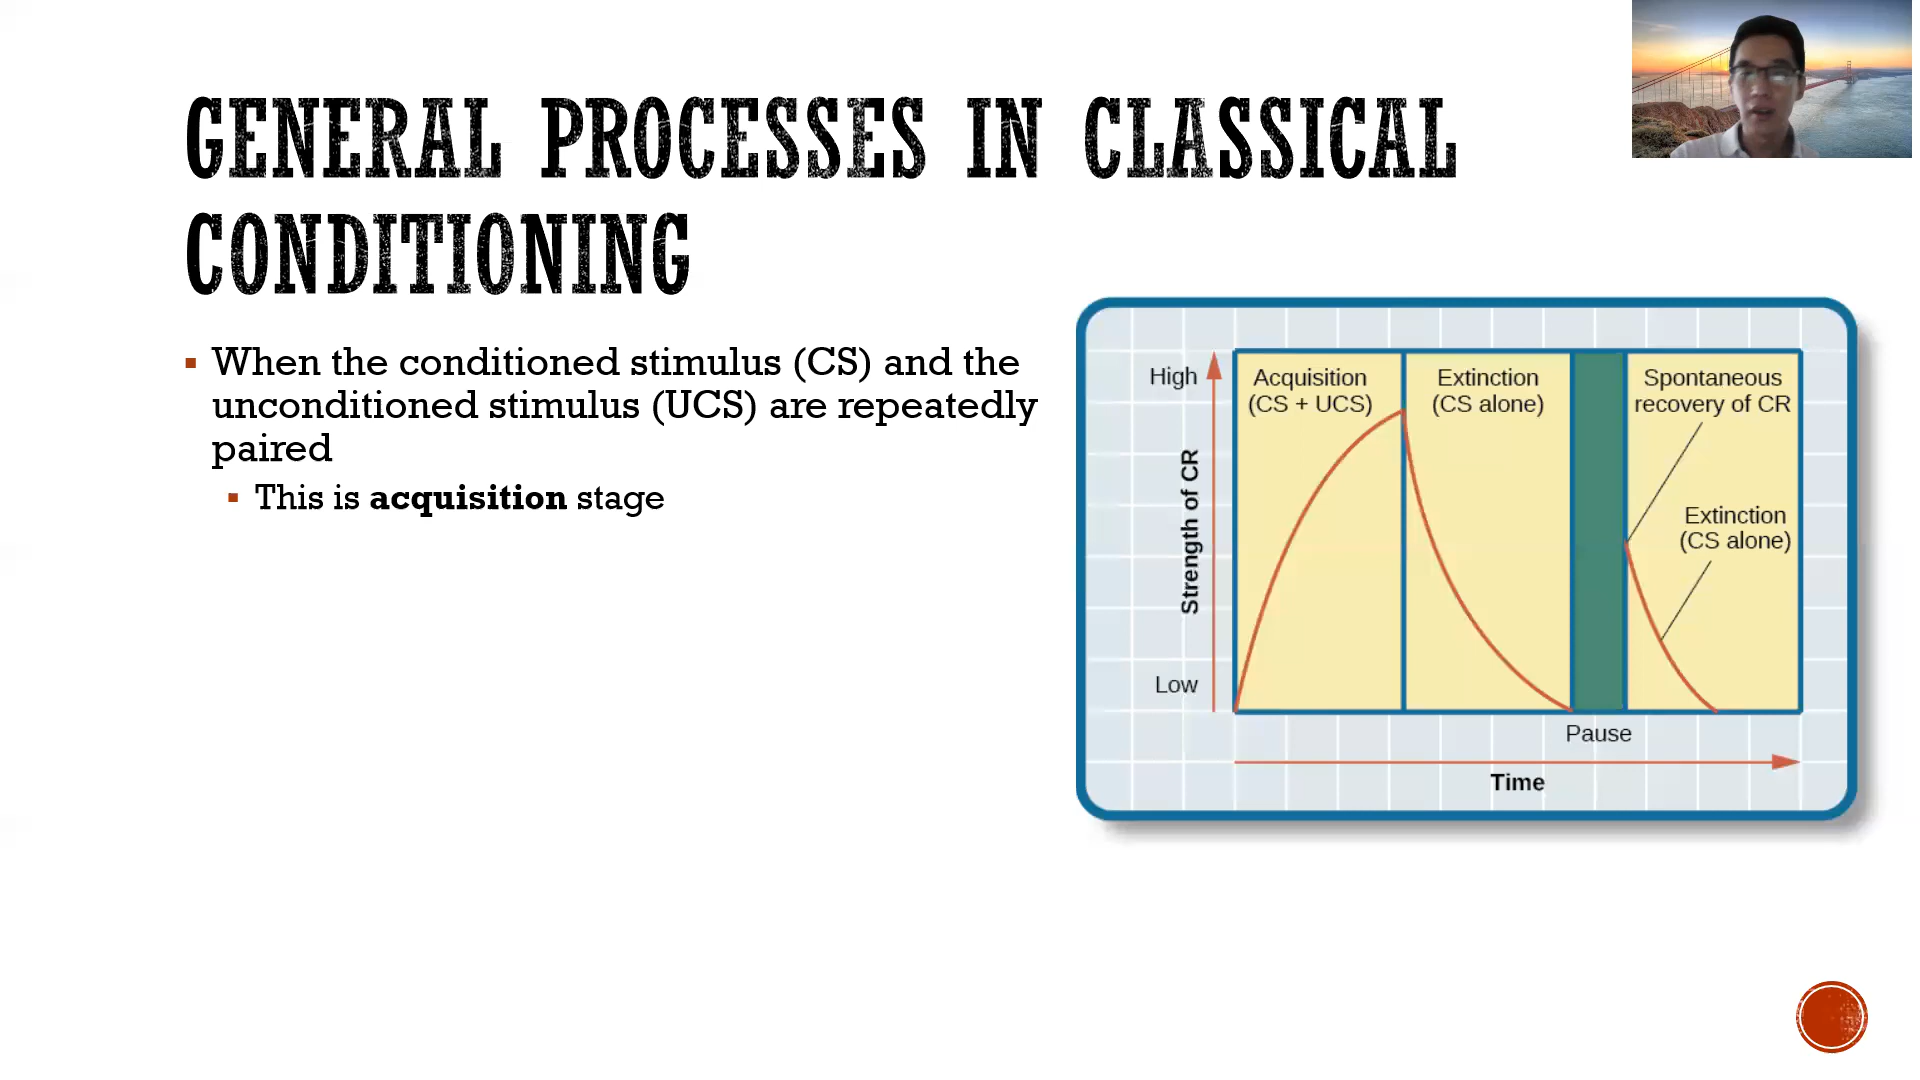 GENERAL PROCESSES IN CLASSICAL
CONDITIONING
When the conditioned stimulus (CS) and the
unconditioned stimulus (UCS) are repeatedly
paired
This is acquisition stage
High
Low
Strength of CR
Acquisition
(CS + UCS)
Extinction
(CS alone)
Spontaneous
recovery of CR
Extinction
(CS alone)
Pause
Time